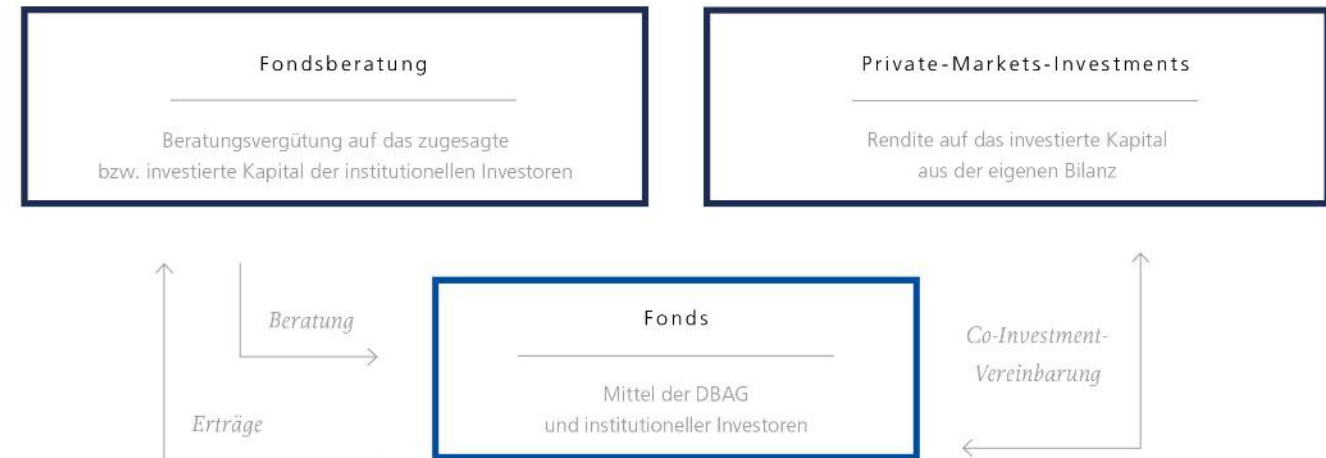 Fondsberatung
Beratungsvergütung auf das zugesagte
bzw. investierte Kapital der institutionellen Investoren
Private-Markets-Investments
Rendite auf das investierte Kapital
aus der eigenen Bilanz
Beratung
Erträge
Fonds
Mittel der DBAG
und institutioneller Investoren
Co-Investment-
Vereinbarung